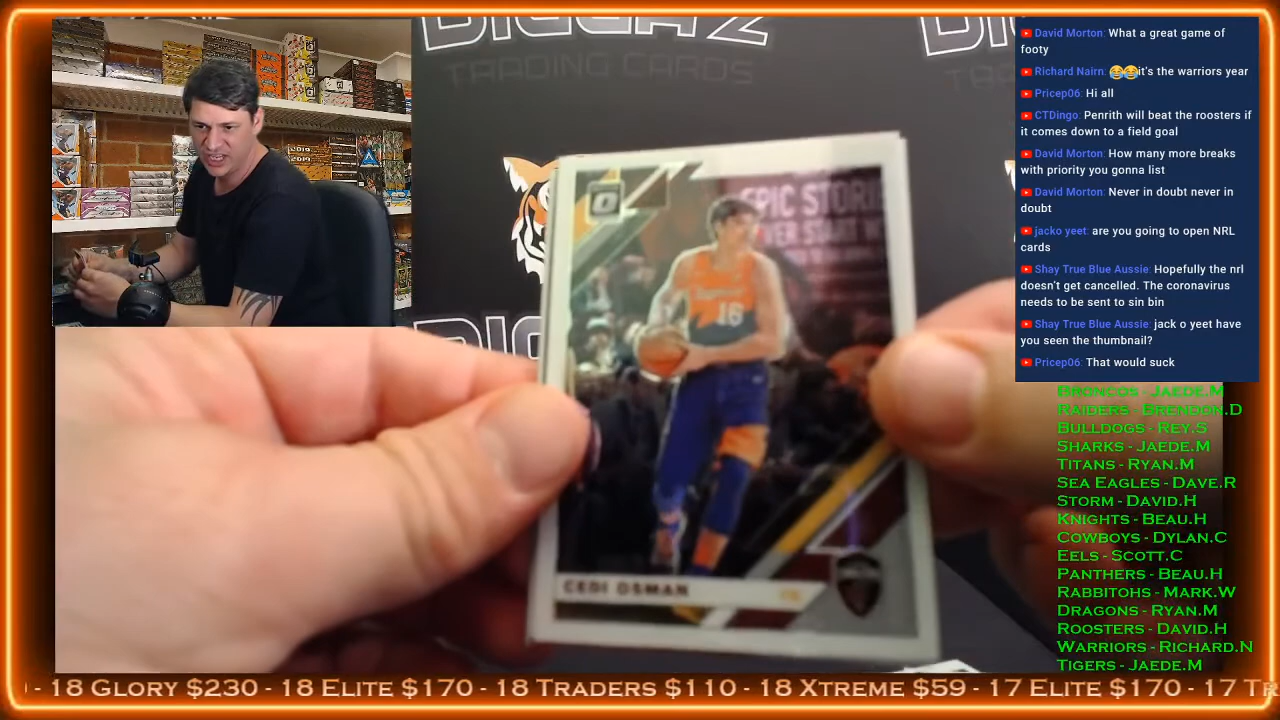 DIGGAZ
TRADING CARDS
2019
2019
EPIC STORI
VER START W
16
CEDI OSMAN
David Morton: What a great game of
footy
Richard Nairn: 😂😂it's the warriors year
Pricep06: Hi all
CTDingo: Penrith will beat the roosters if
it comes down to a field goal
David Morton: How many more breaks
with priority you gonna list
David Morton: Never in doubt never in
doubt
jacko yeet: are you going to open NRL
cards
Shay True Blue Aussie: Hopefully the nrl
doesn't get cancelled. The coronavirus
needs to be sent to sin bin
Shay True Blue Aussie: jack o yeet have
you seen the thumbnail?
Pricep06: That would suck
Broncos - Jaede.M
Raiders - Brendon.D
Bulldogs - Rey.S
Sharks - Jaede.M
Titans - Ryan.M
Sea Eagles - Dave.R
Storm - David.H
Knights - Beau.H
Cowboys - Dylan.C
Eels - Scott.C
Panthers - Beau.H
Rabbitohs - Mark.W
Dragons - Ryan.M
Roosters - David.H
Warriors - Richard.N
Tigers - Jaede.M
- 18 Glory $230 - 18 Elite $170 - 18 Traders $110 - 18 Xtreme $59 - 17 Elite $170 - 17 Tr